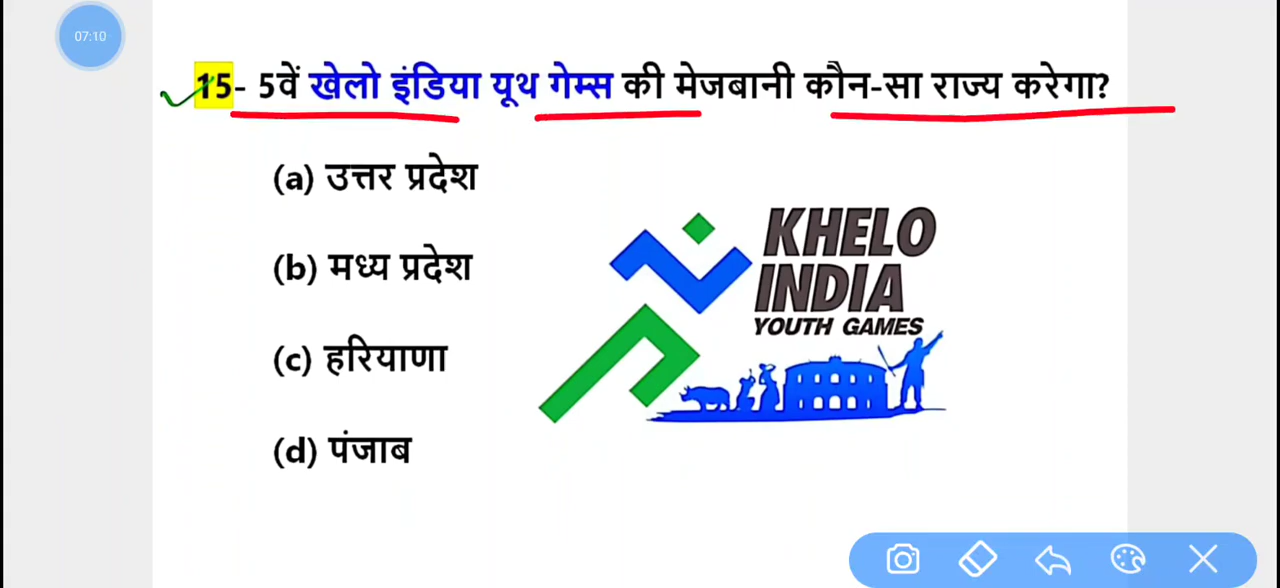 07:10
15- 5वें खेलो इंडिया यूथ गेम्स की मेजबानी कौन-सा राज्य करेगा?
(a) उत्तर प्रदेश
(b) मध्य प्रदेश
(c) हरियाणा
(d) पंजाब
KHELO
INDIA
YOUTH GAMES